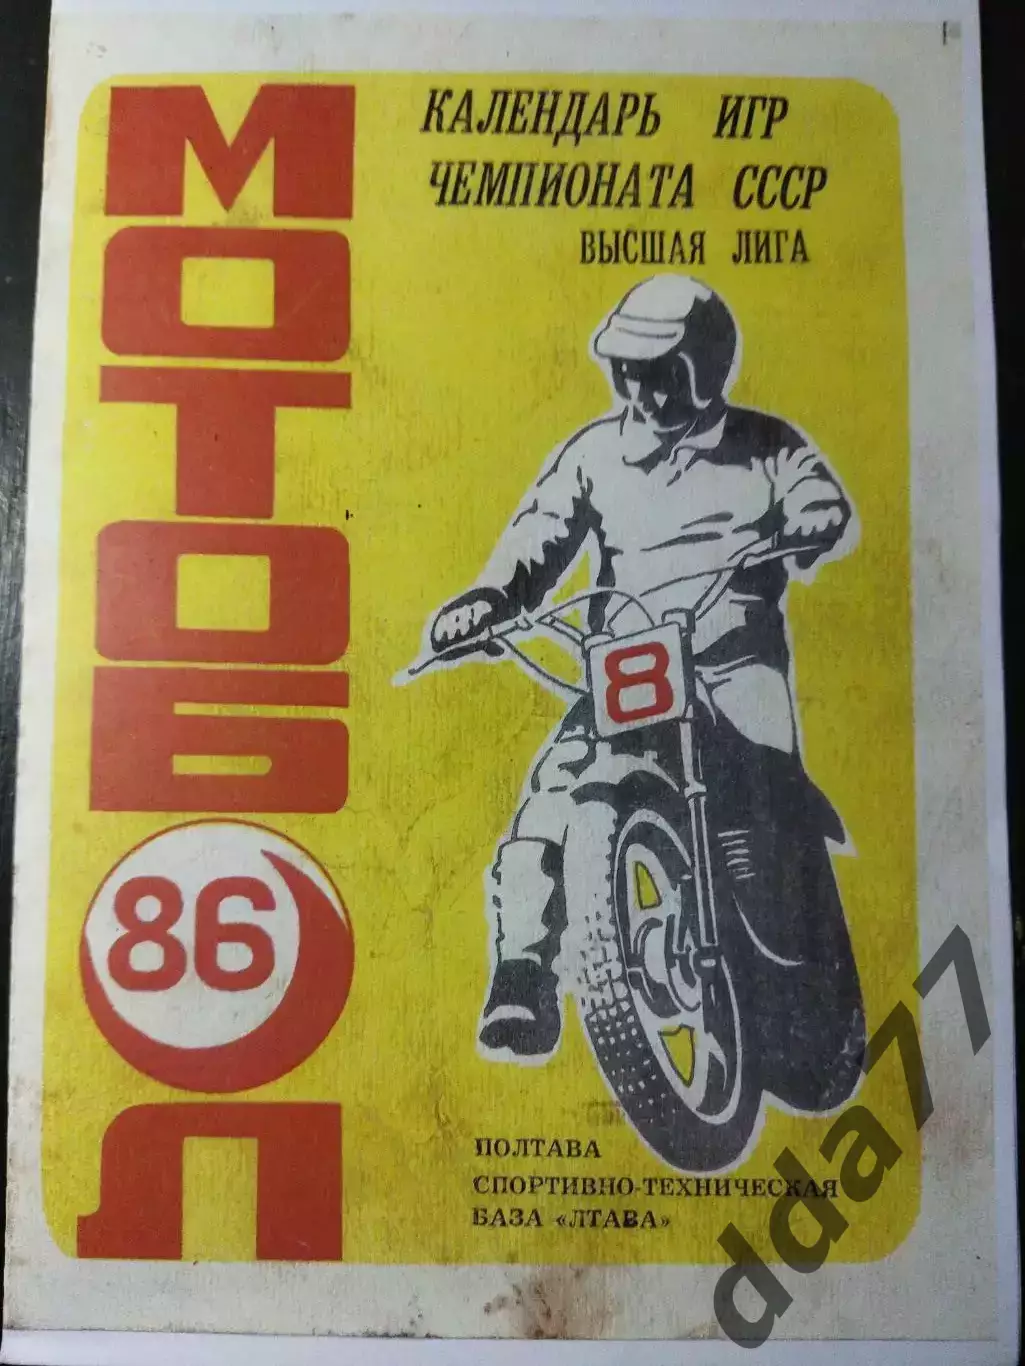 МОТОБОЛ
86
КАЛЕНДАРЬ ИГР
ЧЕМПИОНАТА СССР
ВЫСШАЯ ЛИГА
8
ПОЛТАВА
СПОРТИВНО-ТЕХНИЧЕСКАЯ
БАЗА «ЛТАВА»
dda77